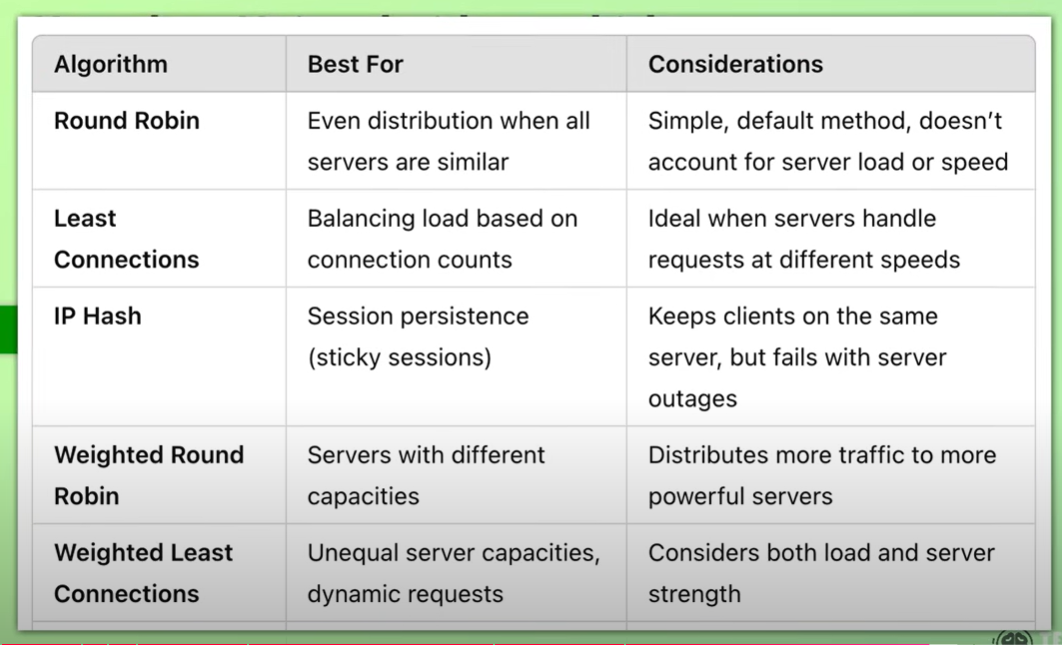 Algorithm
Best For
Considerations
Round Robin
Even distribution when all
servers are similar
Simple, default method, doesn't
account for server load or speed
Least
Connections
Balancing load based on
connection counts
Ideal when servers handle
requests at different speeds
IP Hash
Session persistence
(sticky sessions)
Keeps clients on the same
server, but fails with server
outages
Weighted Round
Robin
Servers with different
capacities
Distributes more traffic to more
powerful servers
Weighted Least
Connections
Unequal server capacities,
dynamic requests
Considers both load and server
strength